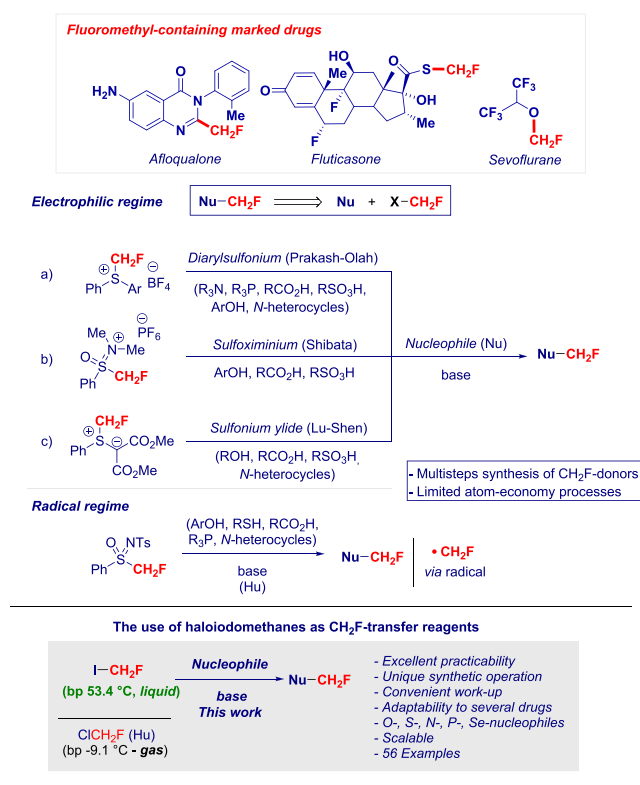 Fluoromethyl-containing marked drugs
H₂N
O
N
N
Me
CH₂F
Afloqualone
HO
Me
O
F
F
O
S
CH₂F
OH
Me
Fluticasone
CF₃
CF₃
O
CH₂F
Sevoflurane
Electrophilic regime
Nu—CH₂F ⟹ Nu + X—CH₂F
a)
CH₂F
⊕
S
Ph
Ar
⊖
BF₄
Diarylsulfonium (Prakash-Olah)
(R₃N, R₃P, RCO₂H, RSO₃H,
ArOH, N-heterocycles)
b)
Me
⊕
N
Me
⊖
PF₆
O
S
Ph
CH₂F
Sulfoximinium (Shibata)
ArOH, RCO₂H, RSO₃H
Nucleophile (Nu)
base
Nu—CH₂F
c)
CH₂F
⊕
S
Ph
⊖
CO₂Me
CO₂Me
Sulfonium ylide (Lu-Shen)
(ROH, RCO₂H, RSO₃H,
N-heterocycles)
- Multisteps synthesis of CH₂F-donors
- Limited atom-economy processes
Radical regime
O
NTs
S
Ph
CH₂F
(ArOH, RSH, RCO₂H,
R₃P, N-heterocycles)
base
(Hu)
Nu—CH₂F
• CH₂F
via radical
The use of haloiodomethanes as CH₂F-transfer reagents
I—CH₂F
(bp 53.4 °C, liquid)
ClCH₂F (Hu)
(bp -9.1 °C - gas)
Nucleophile
base
This work
Nu—CH₂F
- Excellent practicability
- Unique synthetic operation
- Convenient work-up
- Adaptability to several drugs
- O-, S-, N-, P-, Se-nucleophiles
- Scalable
- 56 Examples